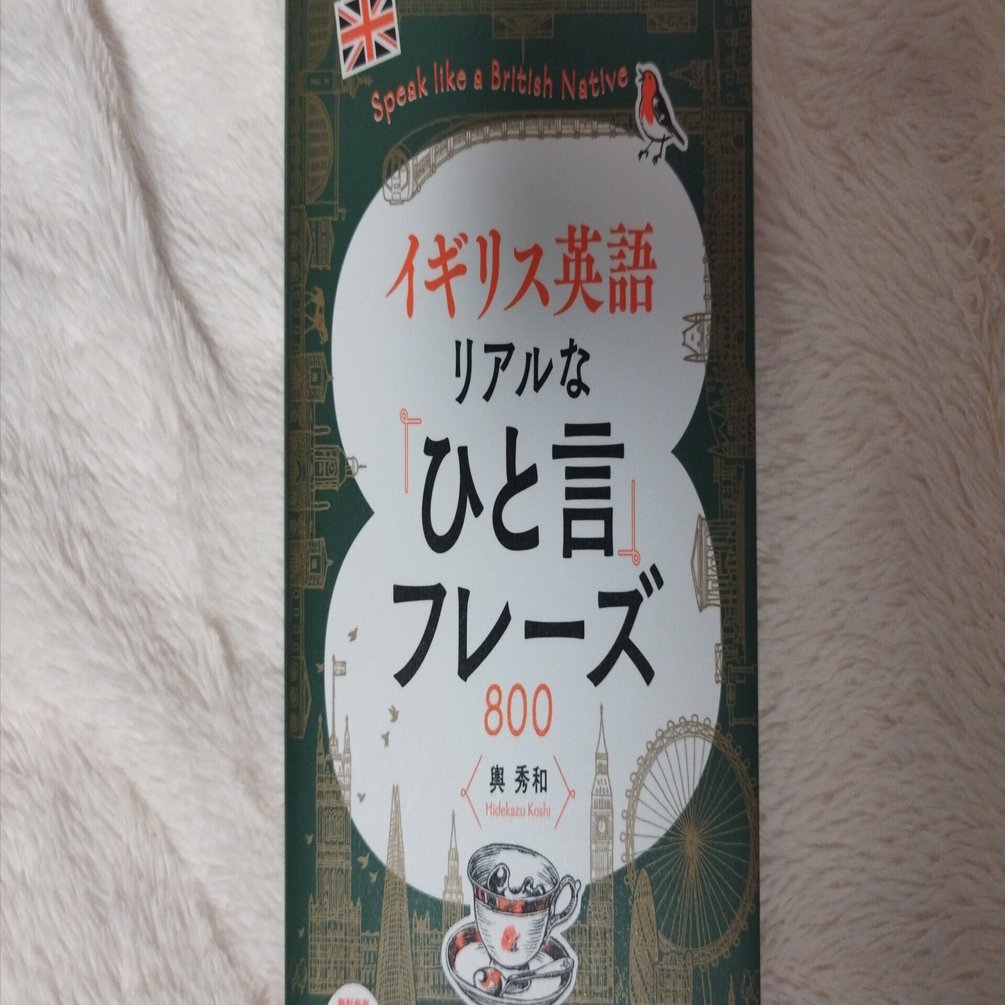 Speak like a British Native
イギリス英語
リアルな
「ひと言」
フレーズ
800
輿 秀和
Hidekazu Koshi